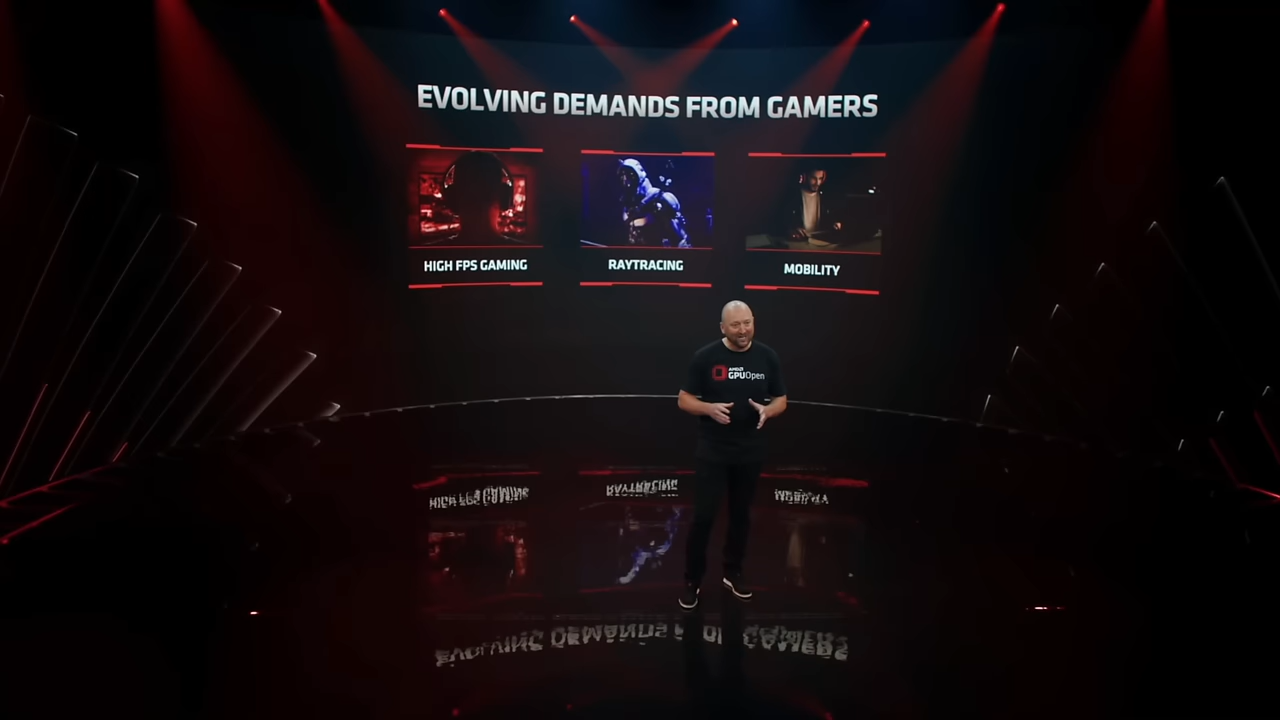 EVOLVING DEMANDS FROM GAMERS
HIGH FPS GAMING
RAYTRACING
MOBILITY
AMD
GPUOpen